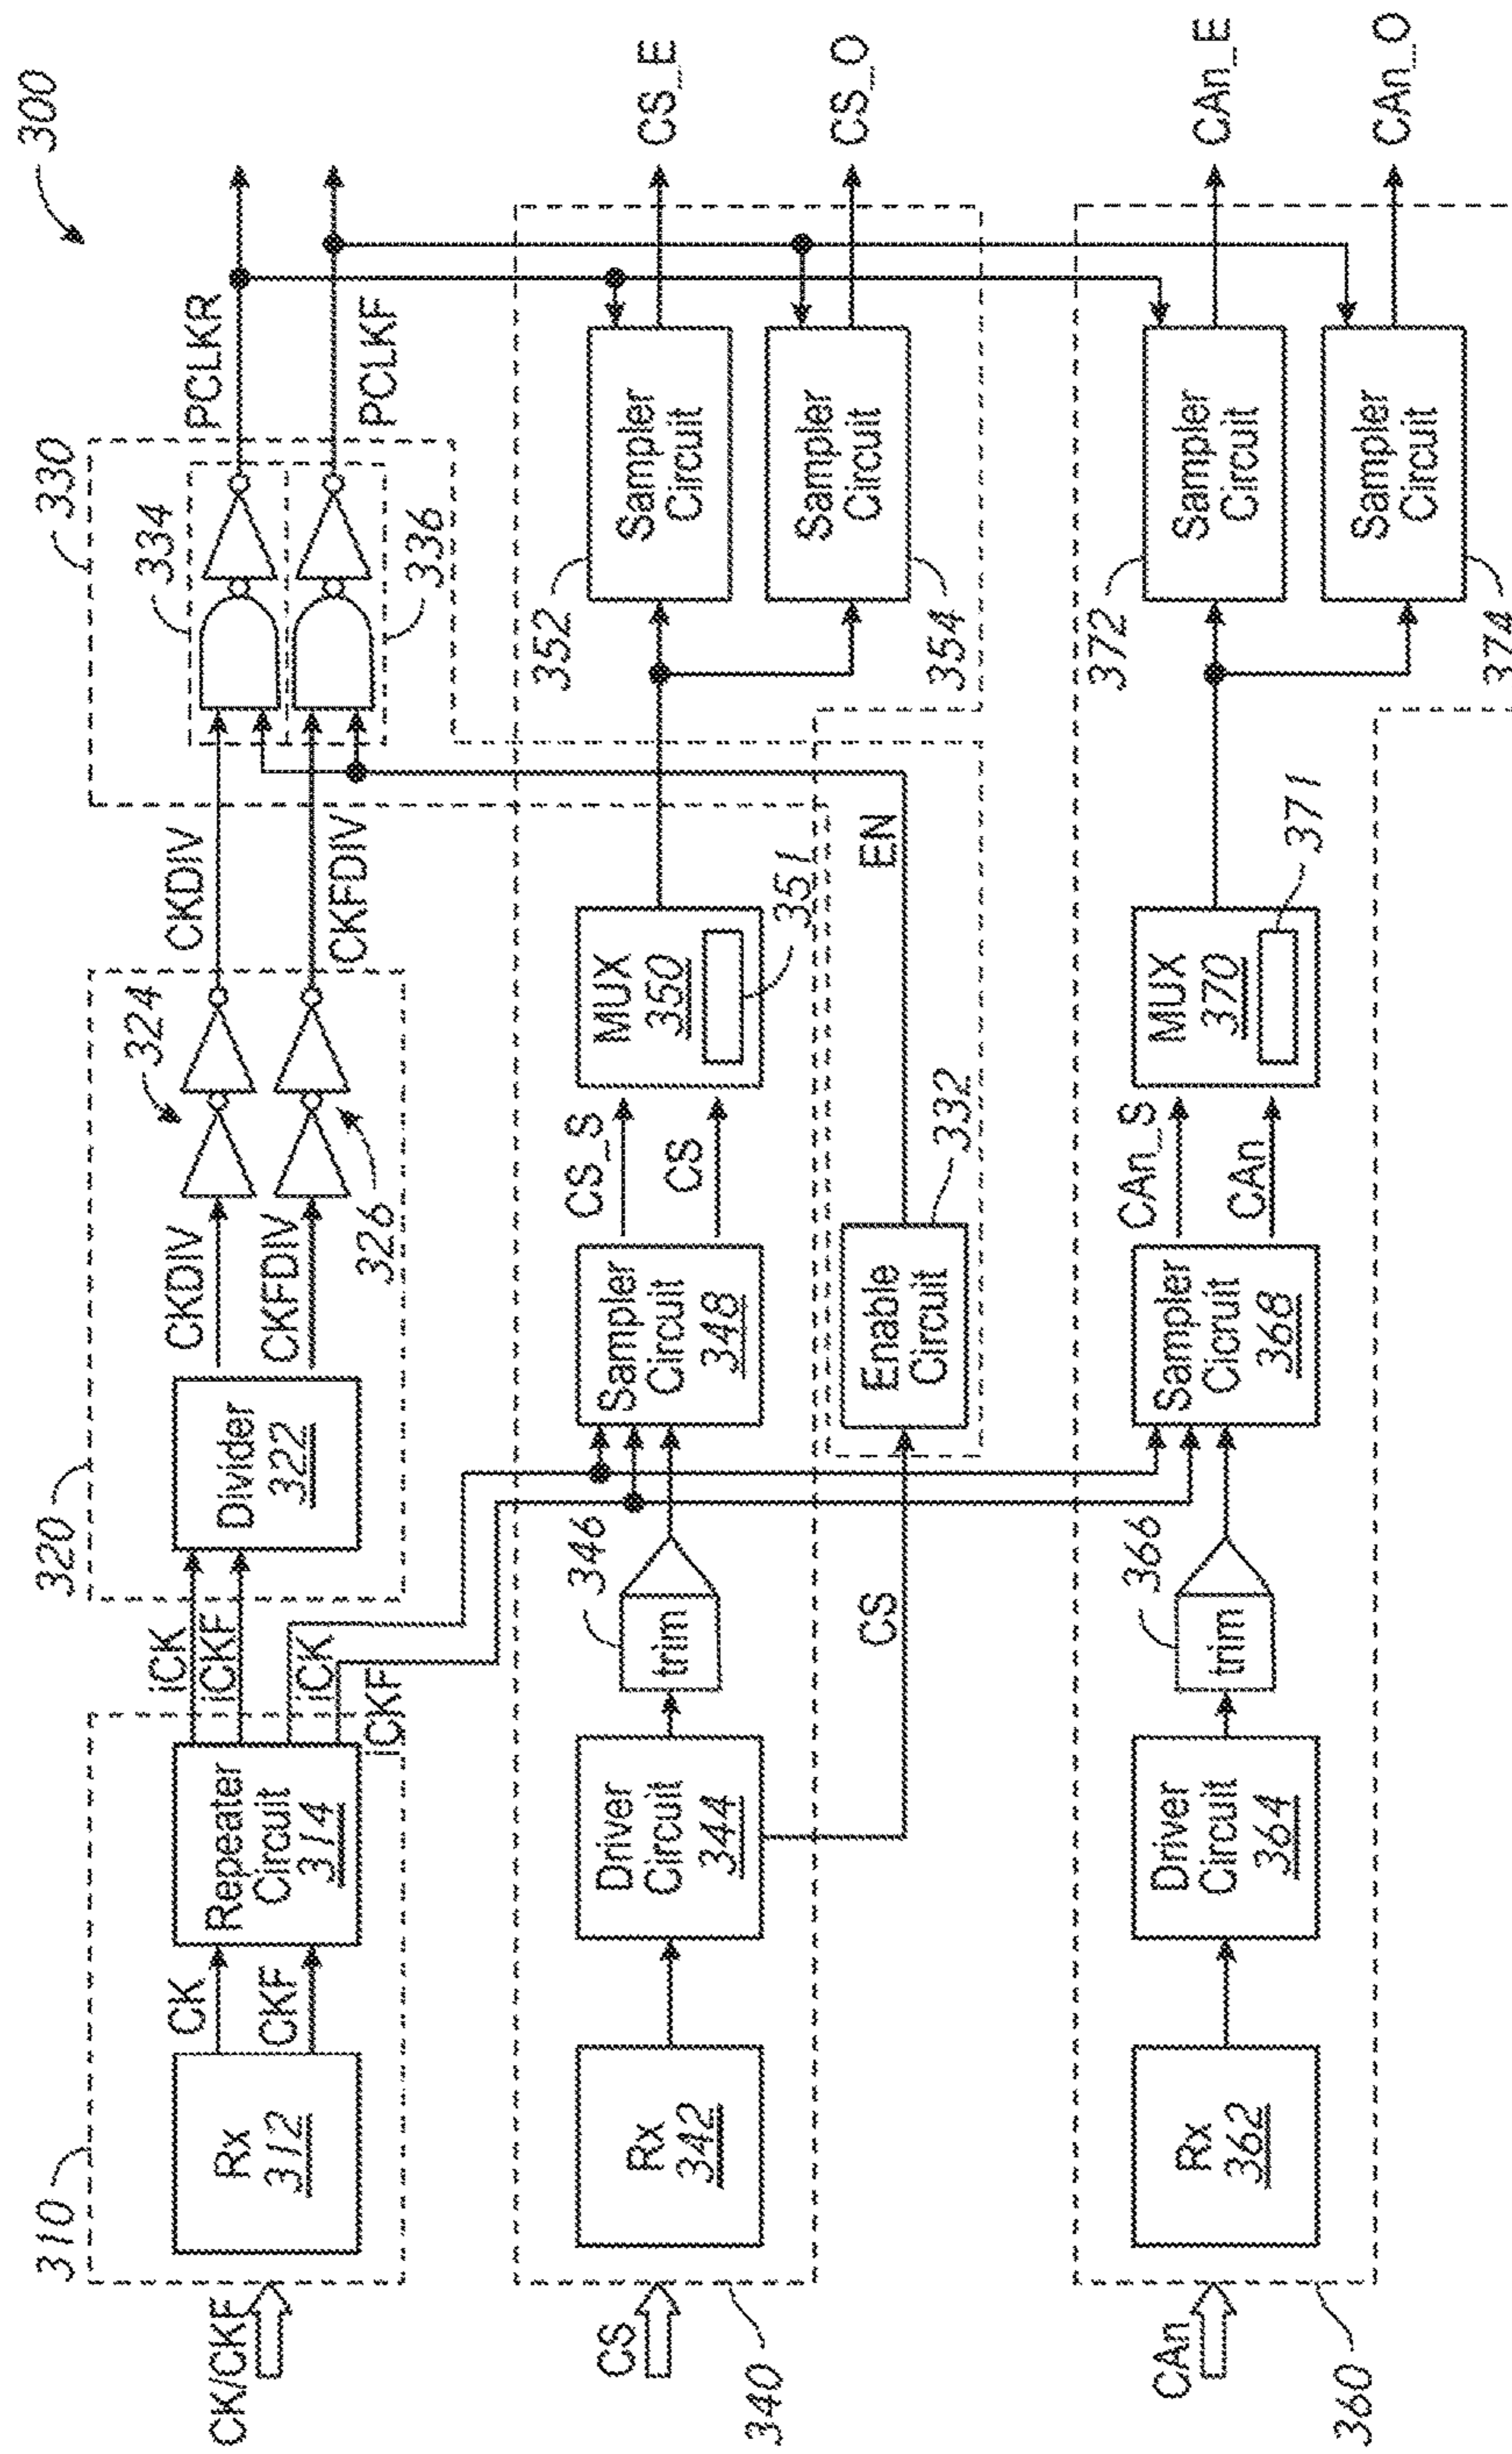 300
310
320
330
CK/CKF
Rx
312
CK
CKF
Repeater
Circuit
314
iCK
iCKF
iCK
iCKF
Divider
322
CKDIV
CKFDIV
324
326
CKDIV
CKFDIV
334
336
PCLKR
PCLKF
CS
340
Rx
342
Driver
Circuit
344
trim
346
Sampler
Circuit
348
CS_S
CS
MUX
350
351
352
Sampler
Circuit
CS_E
354
Sampler
Circuit
CS_O
CS
Enable
Circuit
332
EN
CAn
360
Rx
362
Driver
Circuit
364
trim
366
Sampler
Cicruit
368
CAn_S
CAn
MUX
370
371
372
Sampler
Circuit
CAn_E
374
Sampler
Circuit
CAn_O